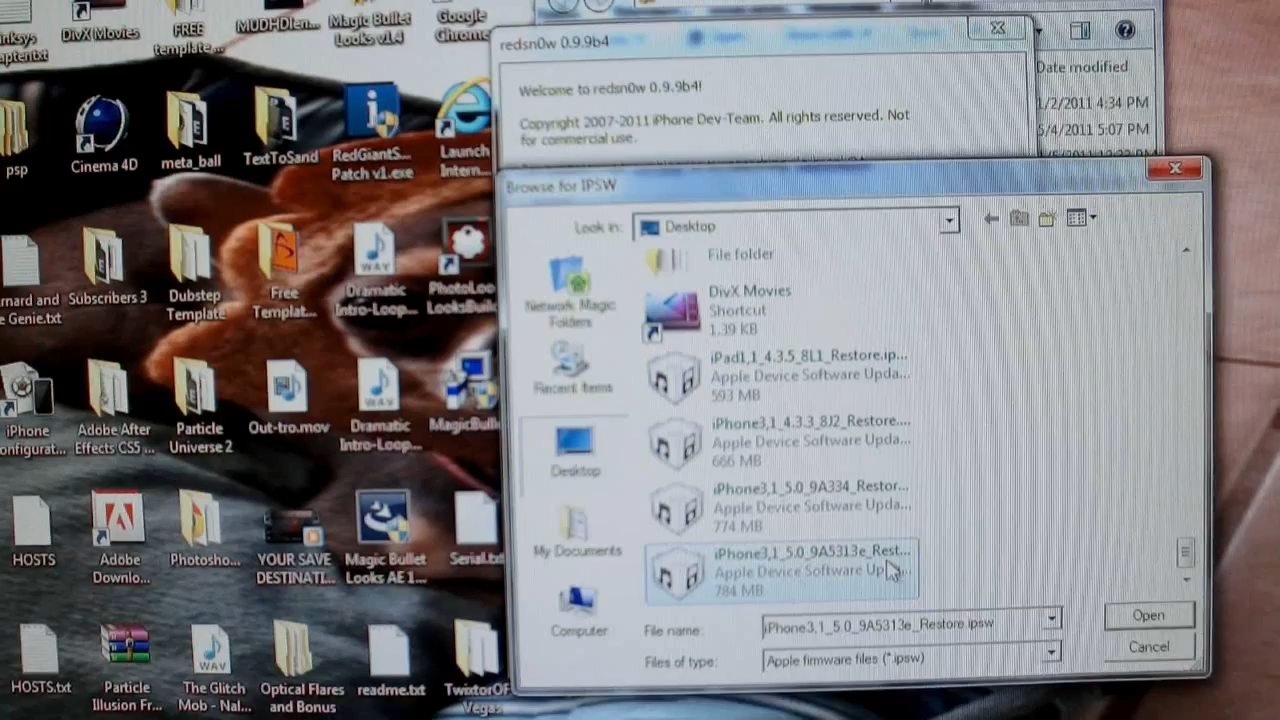 DivX Movies
FREE
template...
MUDHDIen...
Magic Bullet
Looks v1.4
Google
Chrome
psp
Cinema 4D
meta_ball
TextToSand
RedGiantS...
Patch v1.exe
Launch
Intern...
Subscribers 3
Dubstep
Template
Free
Templat...
Dramatic
Intro-Loop...
Genie.txt
iPhone
Adobe After
Effects CS5 ...
Particle
Universe 2
Out-tro.mov
Dramatic
Intro-Loop...
HOSTS
Adobe
Downlo...
Photosho...
YOUR SAVE
DESTINATI...
Magic Bullet
Looks AE 1...
Serial.txt
HOSTS.txt
Particle
Illusion Fr...
The Glitch
Mob - Nal...
Optical Flares
and Bonus
readme.txt
TwixtorOF
Vegas
redsn0w 0.9.9b4
Welcome to redsn0w 0.9.9b4!
Copyright 2007-2011 iPhone Dev-Team. All rights reserved. Not
for commercial use.
Date modified
1/2/2011 4:34 PM
5/4/2011 5:07 PM
Browse for IPSW
Look in:
Desktop
Network Magic
Folders
Recent Items
Desktop
My Documents
Computer
File folder
DivX Movies
Shortcut
1.39 KB
iPad1,1_4.3.5_8L1_Restore.ip...
Apple Device Software Upda...
593 MB
iPhone3,1_4.3.3_8J2_Restore....
Apple Device Software Upda...
666 MB
iPhone3,1_5.0_9A334_Restor...
Apple Device Software Upda...
774 MB
iPhone3,1_5.0_9A5313e_Rest...
Apple Device Software Up...
784 MB
File name:
iPhone3,1_5.0_9A5313e_Restore.ipsw
Open
Files of type:
Apple firmware files (*.ipsw)
Cancel